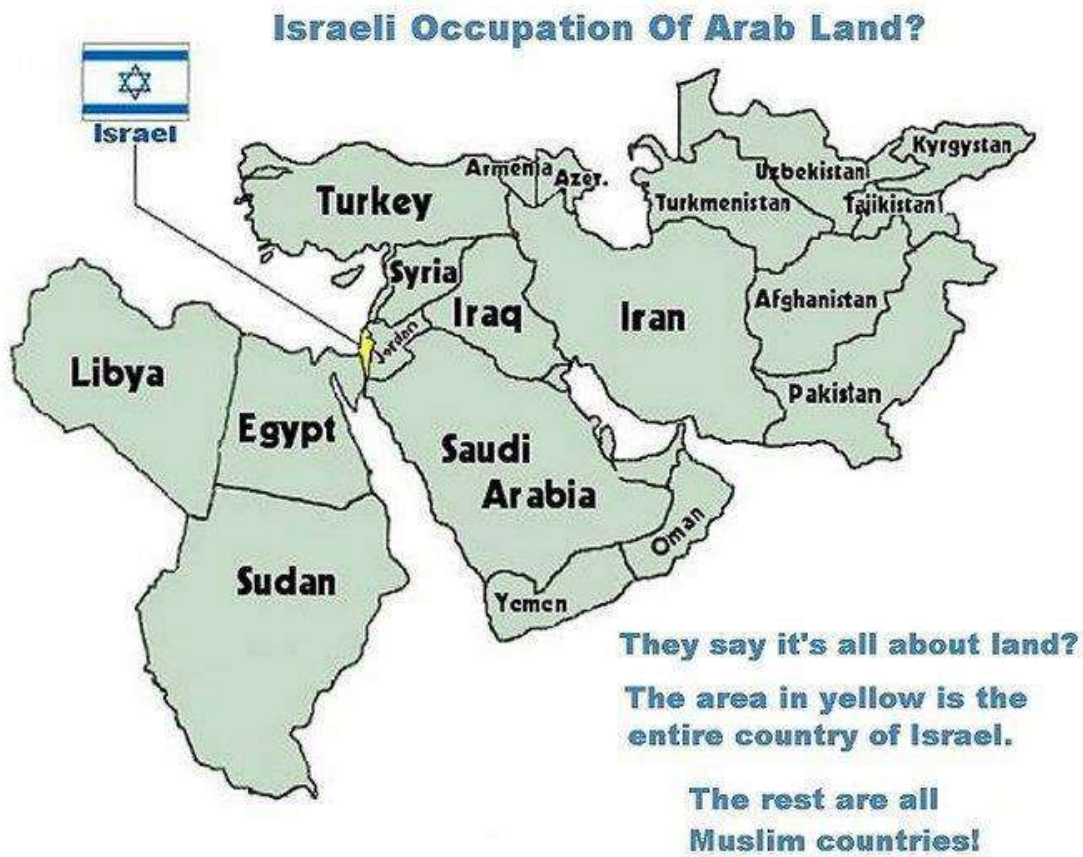 Israeli Occupation Of Arab Land?
Israel
Turkey
Armenia
Azer.
Uzbekistan
Kyrgystan
Turkmenistan
Tajikistan
Syria
Iraq
Iran
Afghanistan
Jordan
Libya
Egypt
Pakistan
Saudi
Arabia
Oman
Sudan
Yemen
They say it's all about land?
The area in yellow is the
entire country of Israel.
The rest are all
Muslim countries!